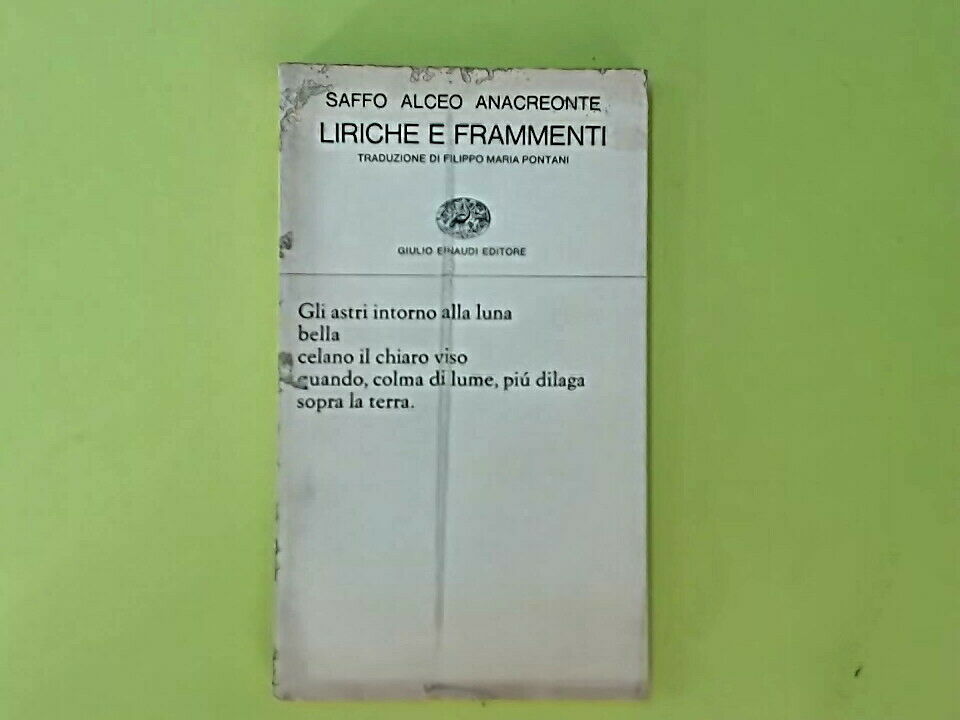 SAFFO ALCEO ANACREONTE
LIRICHE E FRAMMENTI
TRADUZIONE DI FILIPPO MARIA PONTANI
GIULIO EINAUDI EDITORE
Gli astri intorno alla luna
bella
celano il chiaro viso
quando, colma di lume, piú dilaga
sopra la terra.